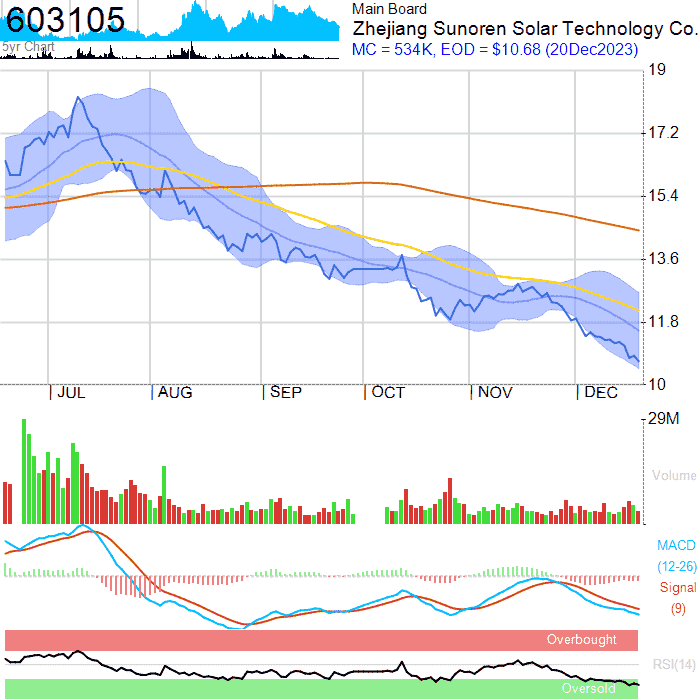 603105
5yr Chart
Main Board
Zhejiang Sunoren Solar Technology Co.
MC = 534K, EOD = $10.68 (20Dec2023)
19
17.2
15.4
13.6
11.8
10
JUL AUG SEP OCT NOV DEC
29M
Volume
MACD
(12-26)
Signal
(9)
Overbought
RSI(14)
Oversold